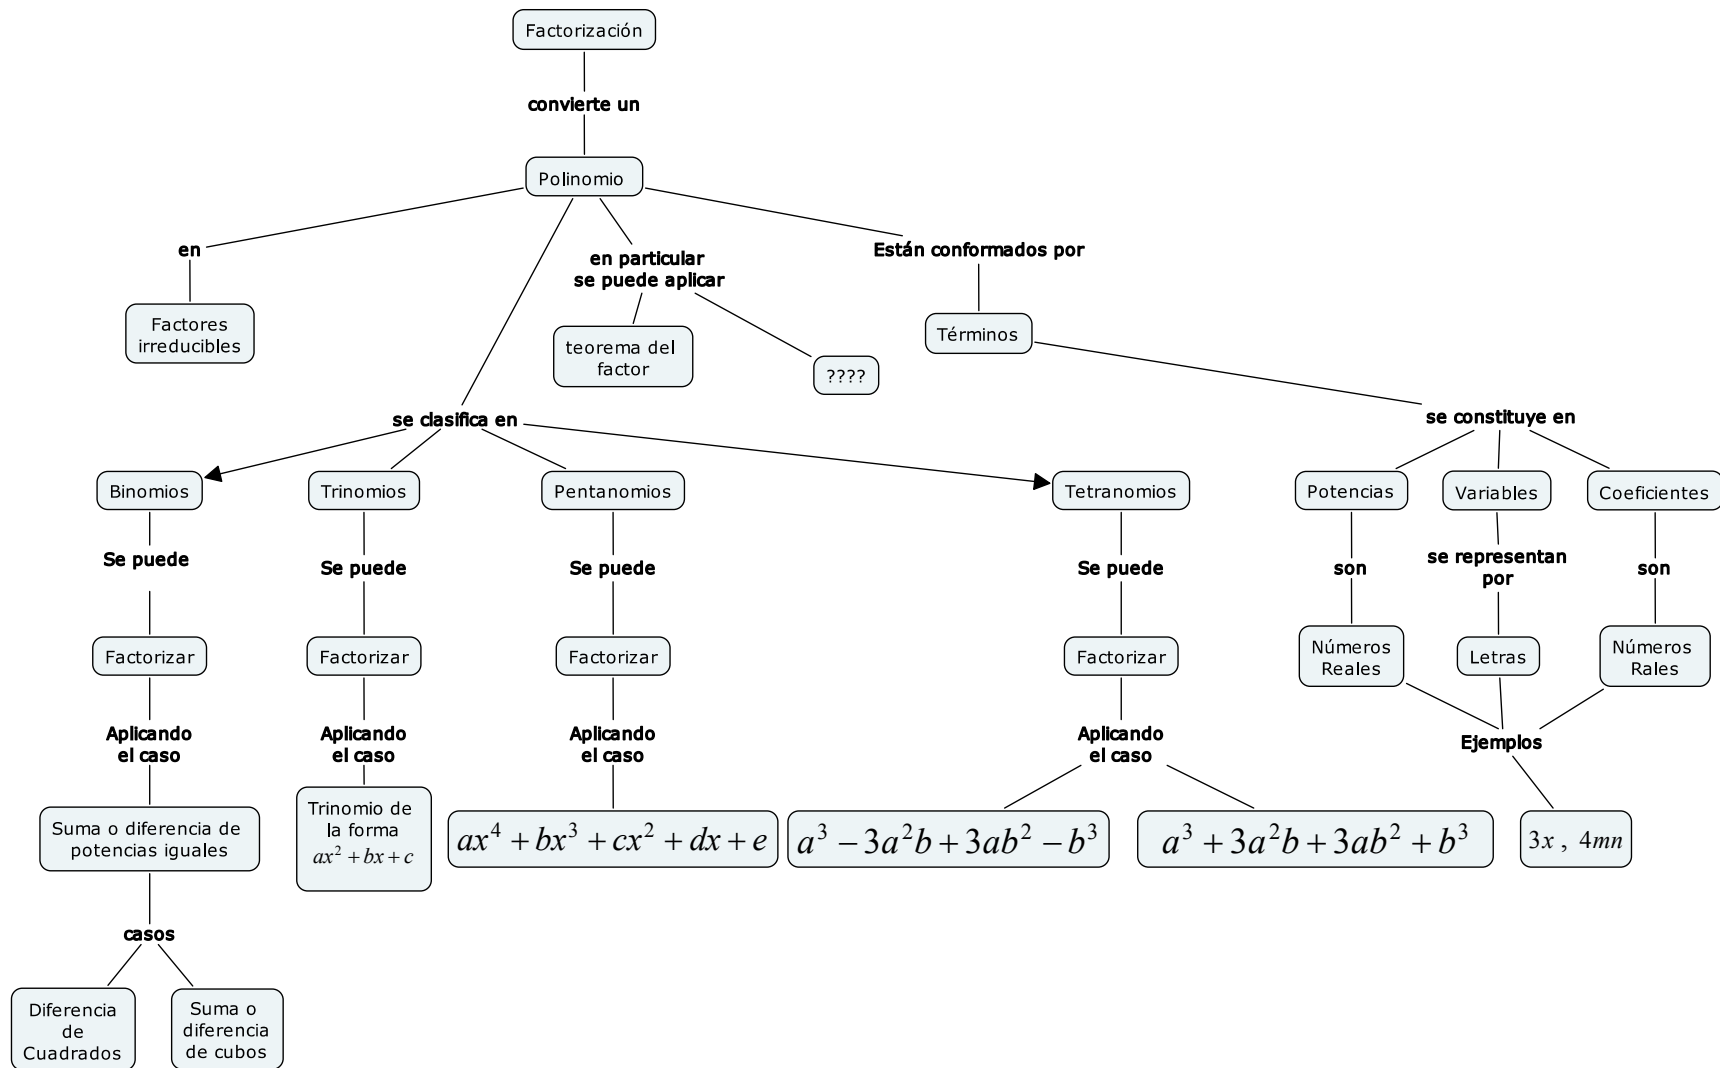 Factorización
convierte un
Polinomio
en
en particular
se puede aplicar
Están conformados por
Factores
irreducibles
teorema del
factor
????
Términos
se clasifica en
se constituye en
Binomios
Trinomios
Pentanomios
Tetranomios
Potencias
Variables
Coeficientes
Se puede
Se puede
Se puede
Se puede
son
se representan
por
son
Factorizar
Factorizar
Factorizar
Factorizar
Números
Reales
Letras
Números
Rales
Aplicando
el caso
Aplicando
el caso
Aplicando
el caso
Aplicando
el caso
Ejemplos
Suma o diferencia de
potencias iguales
Trinomio de
la forma
ax² + bx + c
ax⁴ + bx³ + cx² + dx + e
a³ − 3a²b + 3ab² − b³
a³ + 3a²b + 3ab² + b³
3x , 4mn
casos
Diferencia
de
Cuadrados
Suma o
diferencia
de cubos